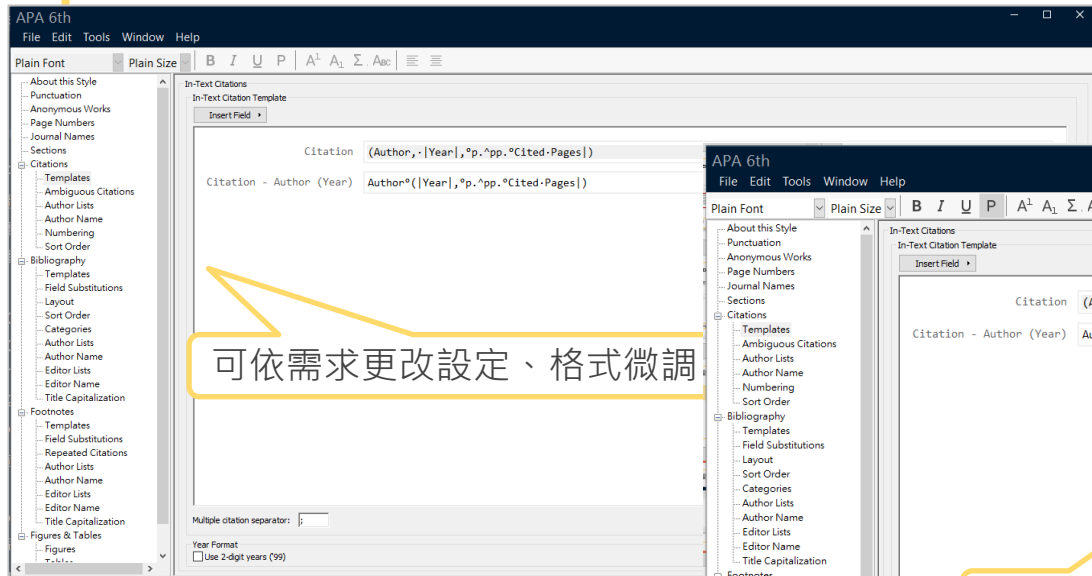 APA 6th
File Edit Tools Window Help
Plain Font Plain Size B I U P A¹ A₁ Σ ABC
About this Style
Punctuation
Anonymous Works
Page Numbers
Journal Names
Sections
Citations
Templates
Ambiguous Citations
Author Lists
Author Name
Numbering
Sort Order
Bibliography
Templates
Field Substitutions
Layout
Sort Order
Categories
Author Lists
Author Name
Editor Lists
Editor Name
Title Capitalization
Footnotes
Templates
Field Substitutions
Repeated Citations
Author Lists
Author Name
Editor Lists
Editor Name
Title Capitalization
Figures & Tables
Figures
In-Text Citations
In-Text Citation Template
Insert Field
Citation (Author,·|Year|,°p.^pp.°Cited·Pages|)
Citation - Author (Year) Author°(|Year|,°p.^pp.°Cited·Pages|)
可依需求更改設定、格式微調
Multiple citation separator: ;
Year Format
Use 2-digit years ('99)
APA 6th
File Edit Tools Window Help
Plain Font Plain Size B I U P A¹ A₁ Σ
About this Style
Punctuation
Anonymous Works
Page Numbers
Journal Names
Sections
Citations
Templates
Ambiguous Citations
Author Lists
Author Name
Numbering
Sort Order
Bibliography
Templates
Field Substitutions
Layout
Sort Order
Categories
Author Lists
Author Name
Editor Lists
Editor Name
Title Capitalization
Footnotes
In-Text Citations
In-Text Citation Template
Insert Field
Citation
Citation - Author (Year)